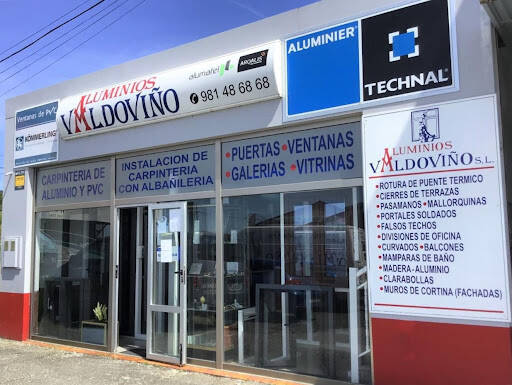 Ventanas de PVC
KÖMMERLING
ALUMINIOS
VALDOVIÑO
alumafel
ARGALIS
981 48 68 68
ALUMINIER
TECHNAL
CARPINTERIA DE
ALUMINIO Y PVC
INSTALACION DE
CARPINTERIA
CON ALBAÑILERIA
• PUERTAS • VENTANAS
• GALERIAS • VITRINAS
ALUMINIOS
VALDOVIÑO S.L.
• ROTURA DE PUENTE TERMICO
• CIERRES DE TERRAZAS
• PASAMANOS • MALLORQUINAS
• PORTALES SOLDADOS
• FALSOS TECHOS
• DIVISIONES DE OFICINA
• CURVADOS • BALCONES
• MAMPARAS DE BAÑO
• MADERA - ALUMINIO
• CLARABOLLAS
• MUROS DE CORTINA (FACHADAS)